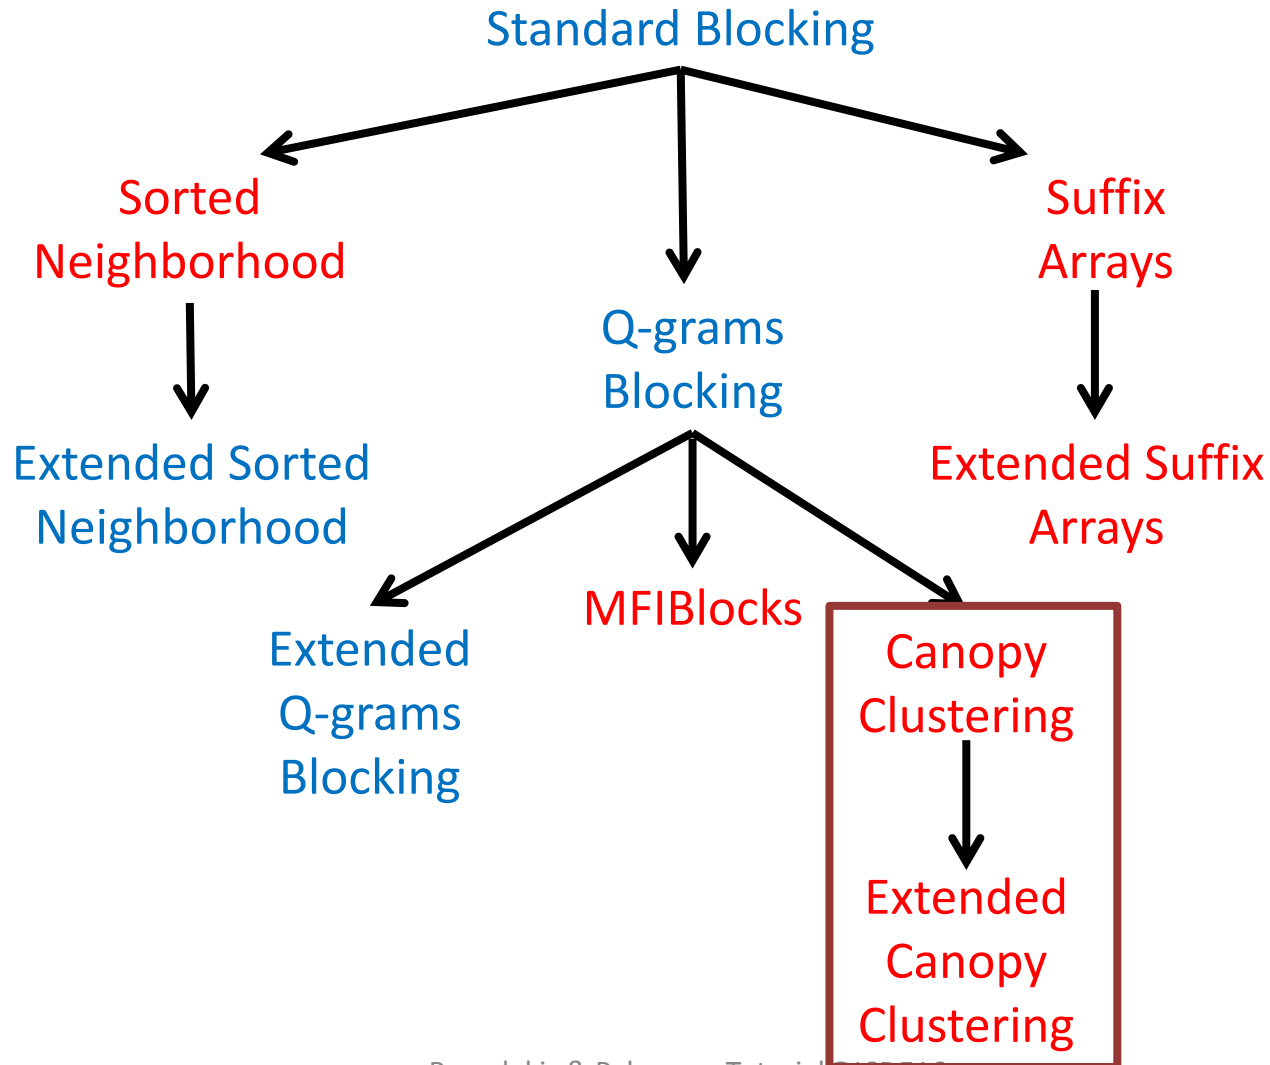 Standard Blocking
Sorted
Neighborhood
Suffix
Arrays
Q-grams
Blocking
Extended Sorted
Neighborhood
Extended Suffix
Arrays
MFIBlocks
Extended
Q-grams
Blocking
Canopy
Clustering
Extended
Canopy
Clustering